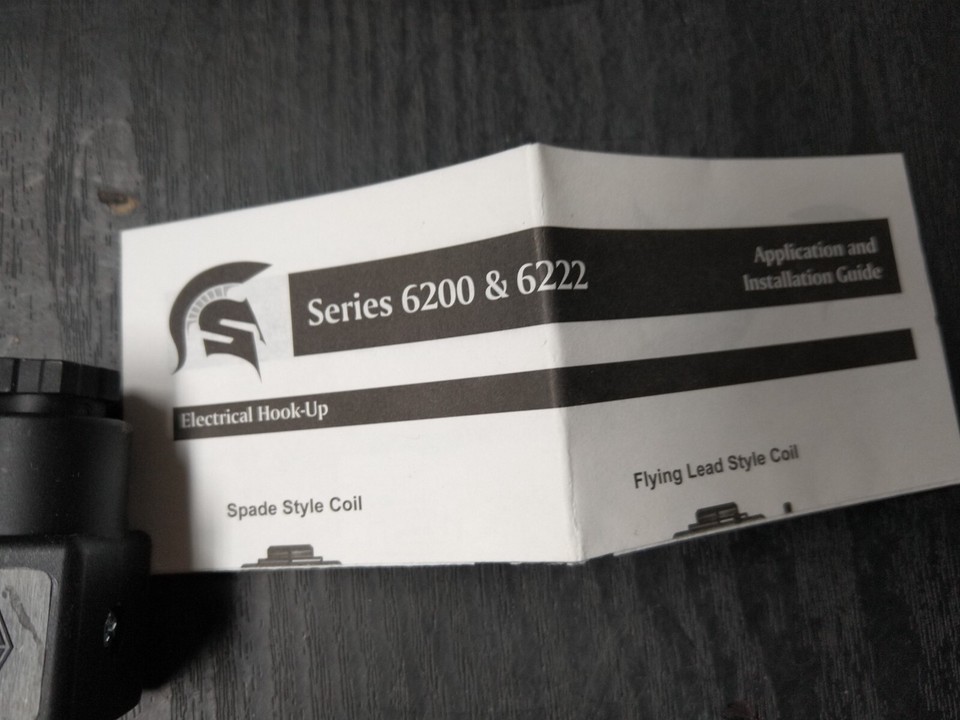 Series 6200 & 6222
Application and
Installation Guide
Electrical Hook-Up
Spade Style Coil
Flying Lead Style Coil